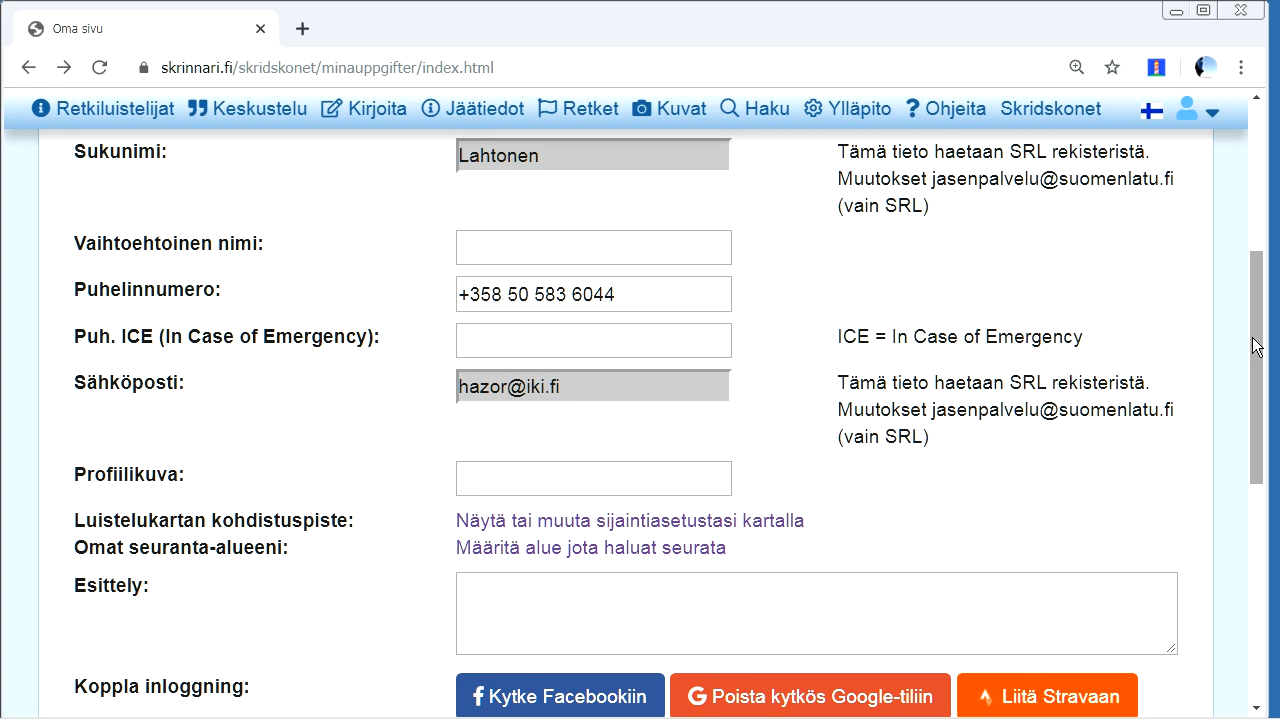 Oma sivu
skrinnari.fi/skridskonet/minauppgifter/index.html
Retkiluistelijat Keskustelu Kirjoita Jäätiedot Retket Kuvat Haku Ylläpito Ohjeita Skridskonet
Sukunimi: Lahtonen Tämä tieto haetaan SRL rekisteristä.
Muutokset jasenpalvelu@suomenlatu.fi
(vain SRL)
Vaihtoehtoinen nimi:
Puhelinnumero: +358 50 583 6044
Puh. ICE (In Case of Emergency): ICE = In Case of Emergency
Sähköposti: hazor@iki.fi Tämä tieto haetaan SRL rekisteristä.
Muutokset jasenpalvelu@suomenlatu.fi
(vain SRL)
Profiilikuva:
Luistelukartan kohdistuspiste: Näytä tai muuta sijaintiasetustasi kartalla
Omat seuranta-alueeni: Määritä alue jota haluat seurata
Esittely:
Koppla inloggning: Kytke Facebookiin Poista kytkös Google-tiliin Liitä Stravaan